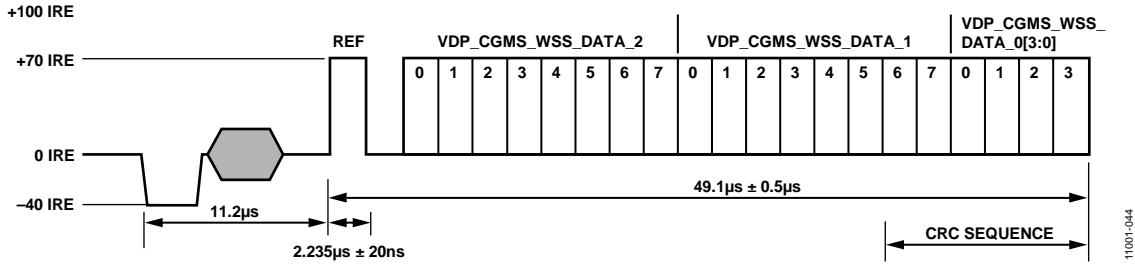 +100 IRE
REF
VDP_CGMS_WSS_DATA_2
VDP_CGMS_WSS_DATA_1
VDP_CGMS_WSS_
DATA_0[3:0]
+70 IRE
0 1 2 3 4 5 6 7 0 1 2 3 4 5 6 7 0 1 2 3
0 IRE
–40 IRE
11.2µs
49.1µs ± 0.5µs
2.235µs ± 20ns
CRC SEQUENCE
11001-044